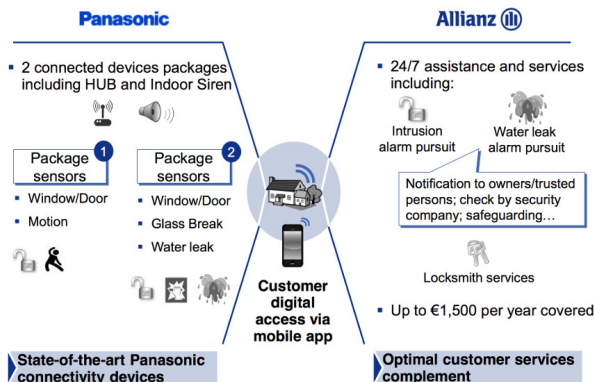 Panasonic
▪ 2 connected devices packages
including HUB and Indoor Siren
1
Package
sensors
▪ Window/Door
▪ Motion
2
Package
sensors
▪ Window/Door
▪ Glass Break
▪ Water leak
State-of-the-art Panasonic
connectivity devices
Customer
digital
access via
mobile app
Allianz
▪ 24/7 assistance and services
including:
Intrusion
alarm pursuit
Water leak
alarm pursuit
Notification to owners/trusted
persons; check by security
company; safeguarding…
Locksmith services
▪ Up to €1,500 per year covered
Optimal customer services
complement